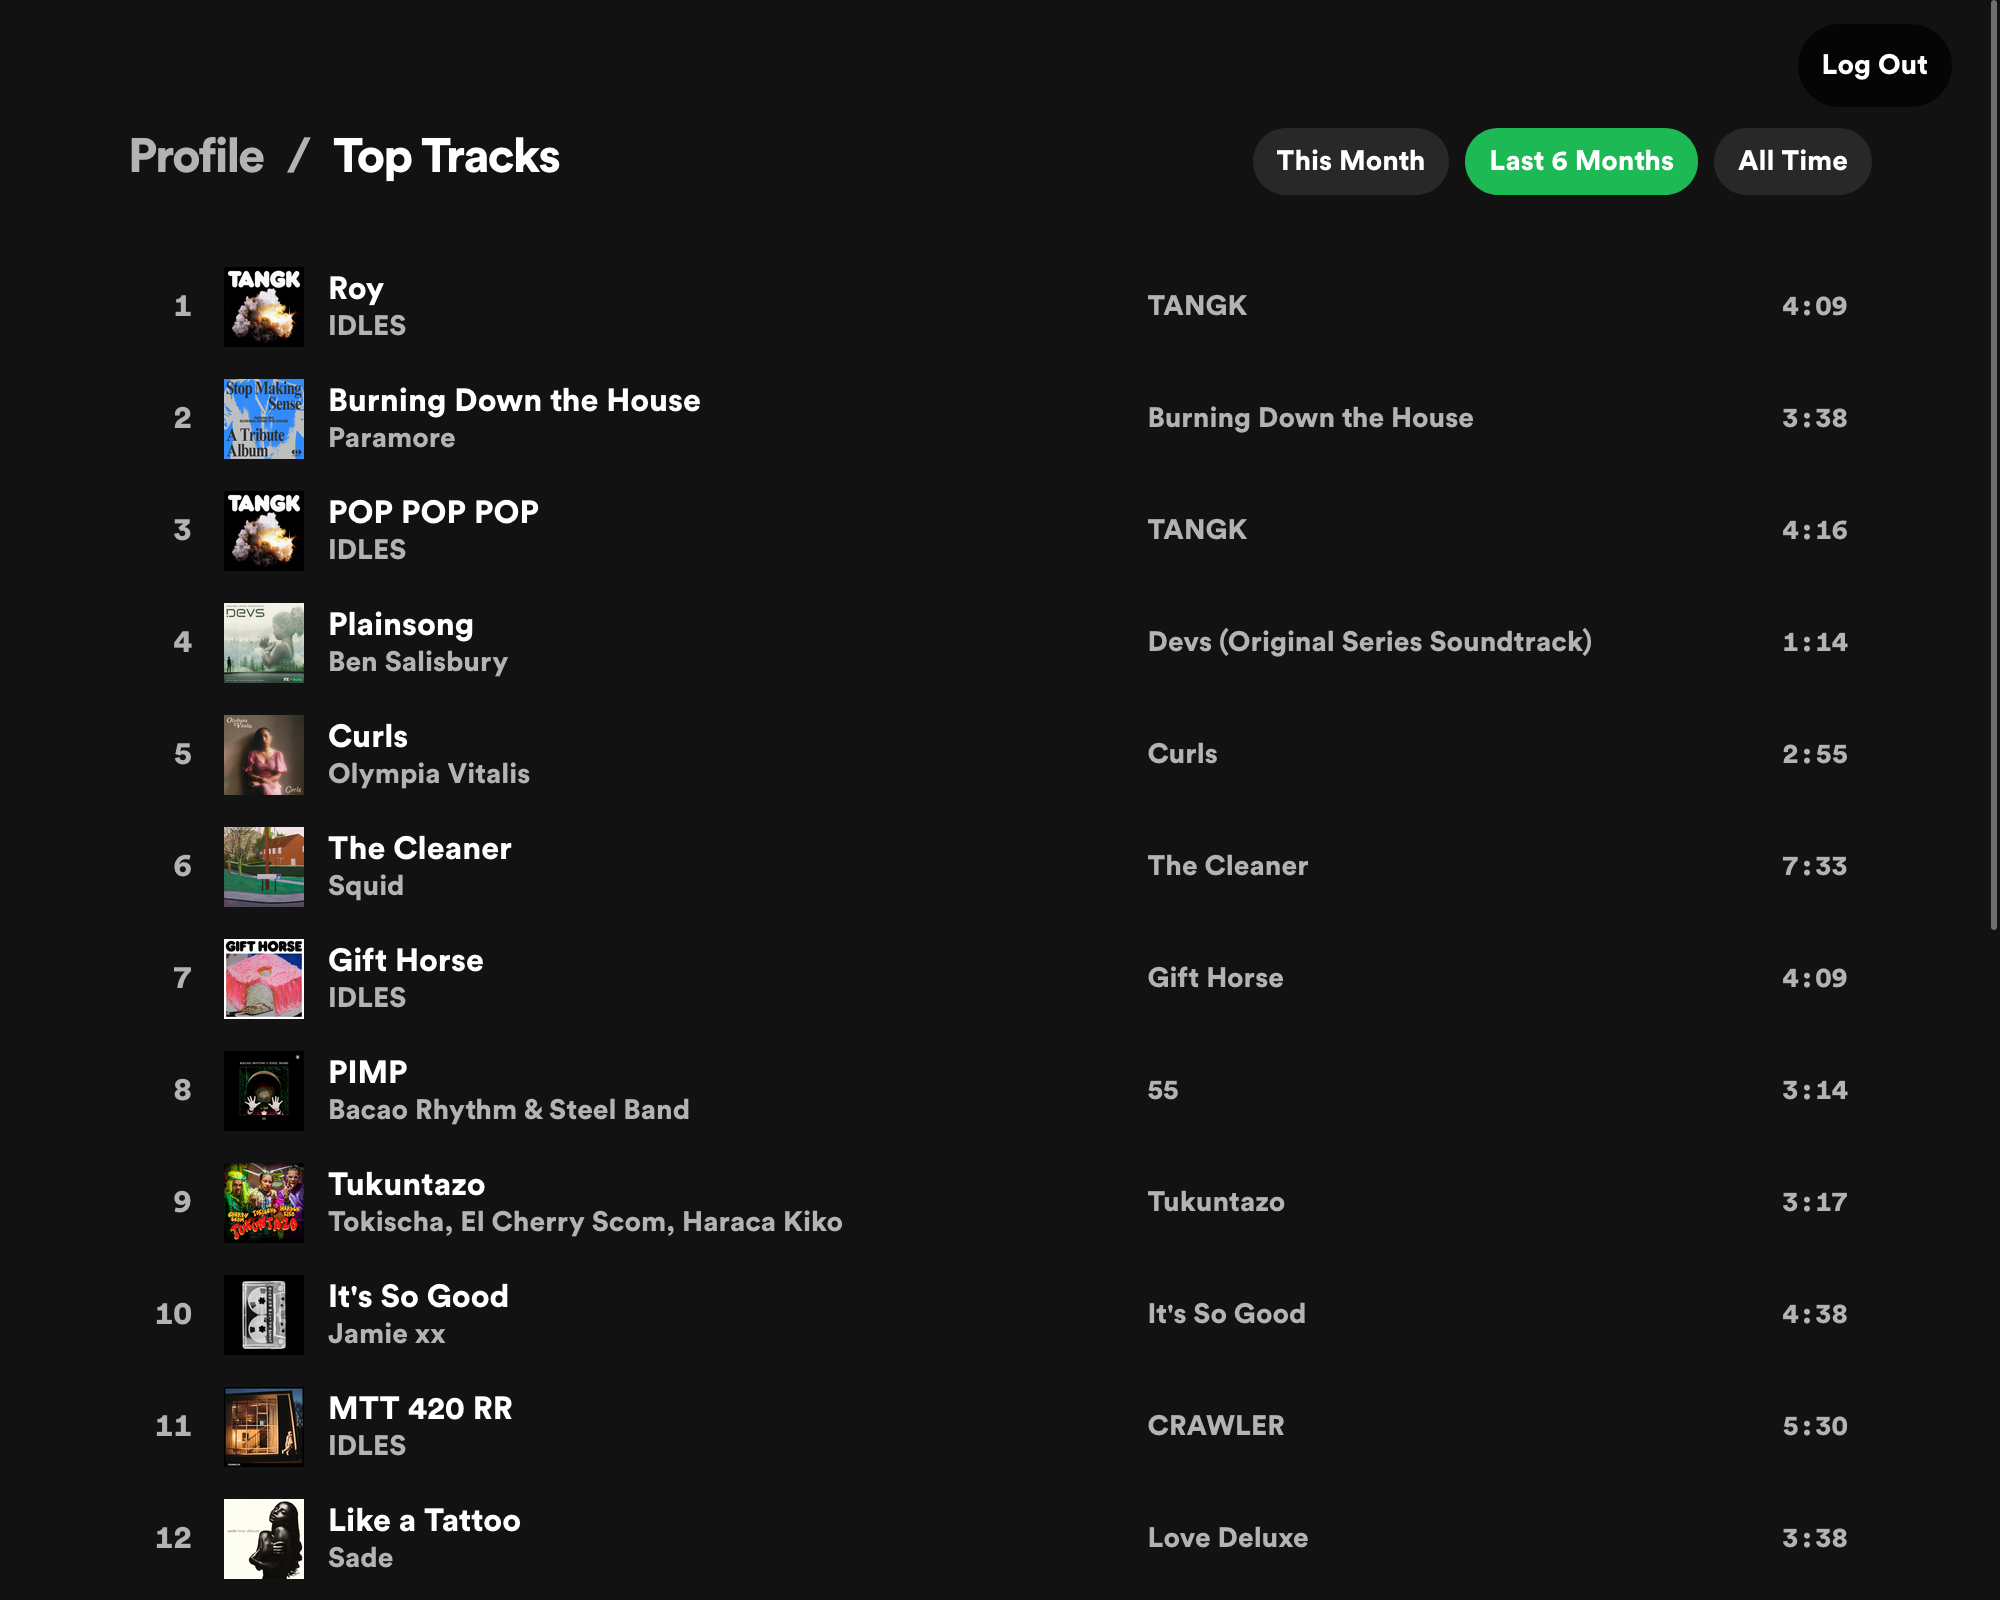 Log Out
Profile / Top Tracks
This Month
Last 6 Months
All Time
1
TANGK
Roy
IDLES
TANGK
4:09
2
Stop Making
Sense
A Tribute
Album
Burning Down the House
Paramore
Burning Down the House
3:38
3
TANGK
POP POP POP
IDLES
TANGK
4:16
4
DEVS
Plainsong
Ben Salisbury
Devs (Original Series Soundtrack)
1:14
5
Curls
Curls
Olympia Vitalis
Curls
2:55
6
The Cleaner
Squid
The Cleaner
7:33
7
GIFT HORSE
Gift Horse
IDLES
Gift Horse
4:09
8
PIMP
Bacao Rhythm & Steel Band
55
3:14
9
TUKUNTAZO
Tukuntazo
Tokischa, El Cherry Scom, Haraca Kiko
Tukuntazo
3:17
10
It's So Good
Jamie xx
It's So Good
4:38
11
MTT 420 RR
IDLES
CRAWLER
5:30
12
Like a Tattoo
Sade
Love Deluxe
3:38